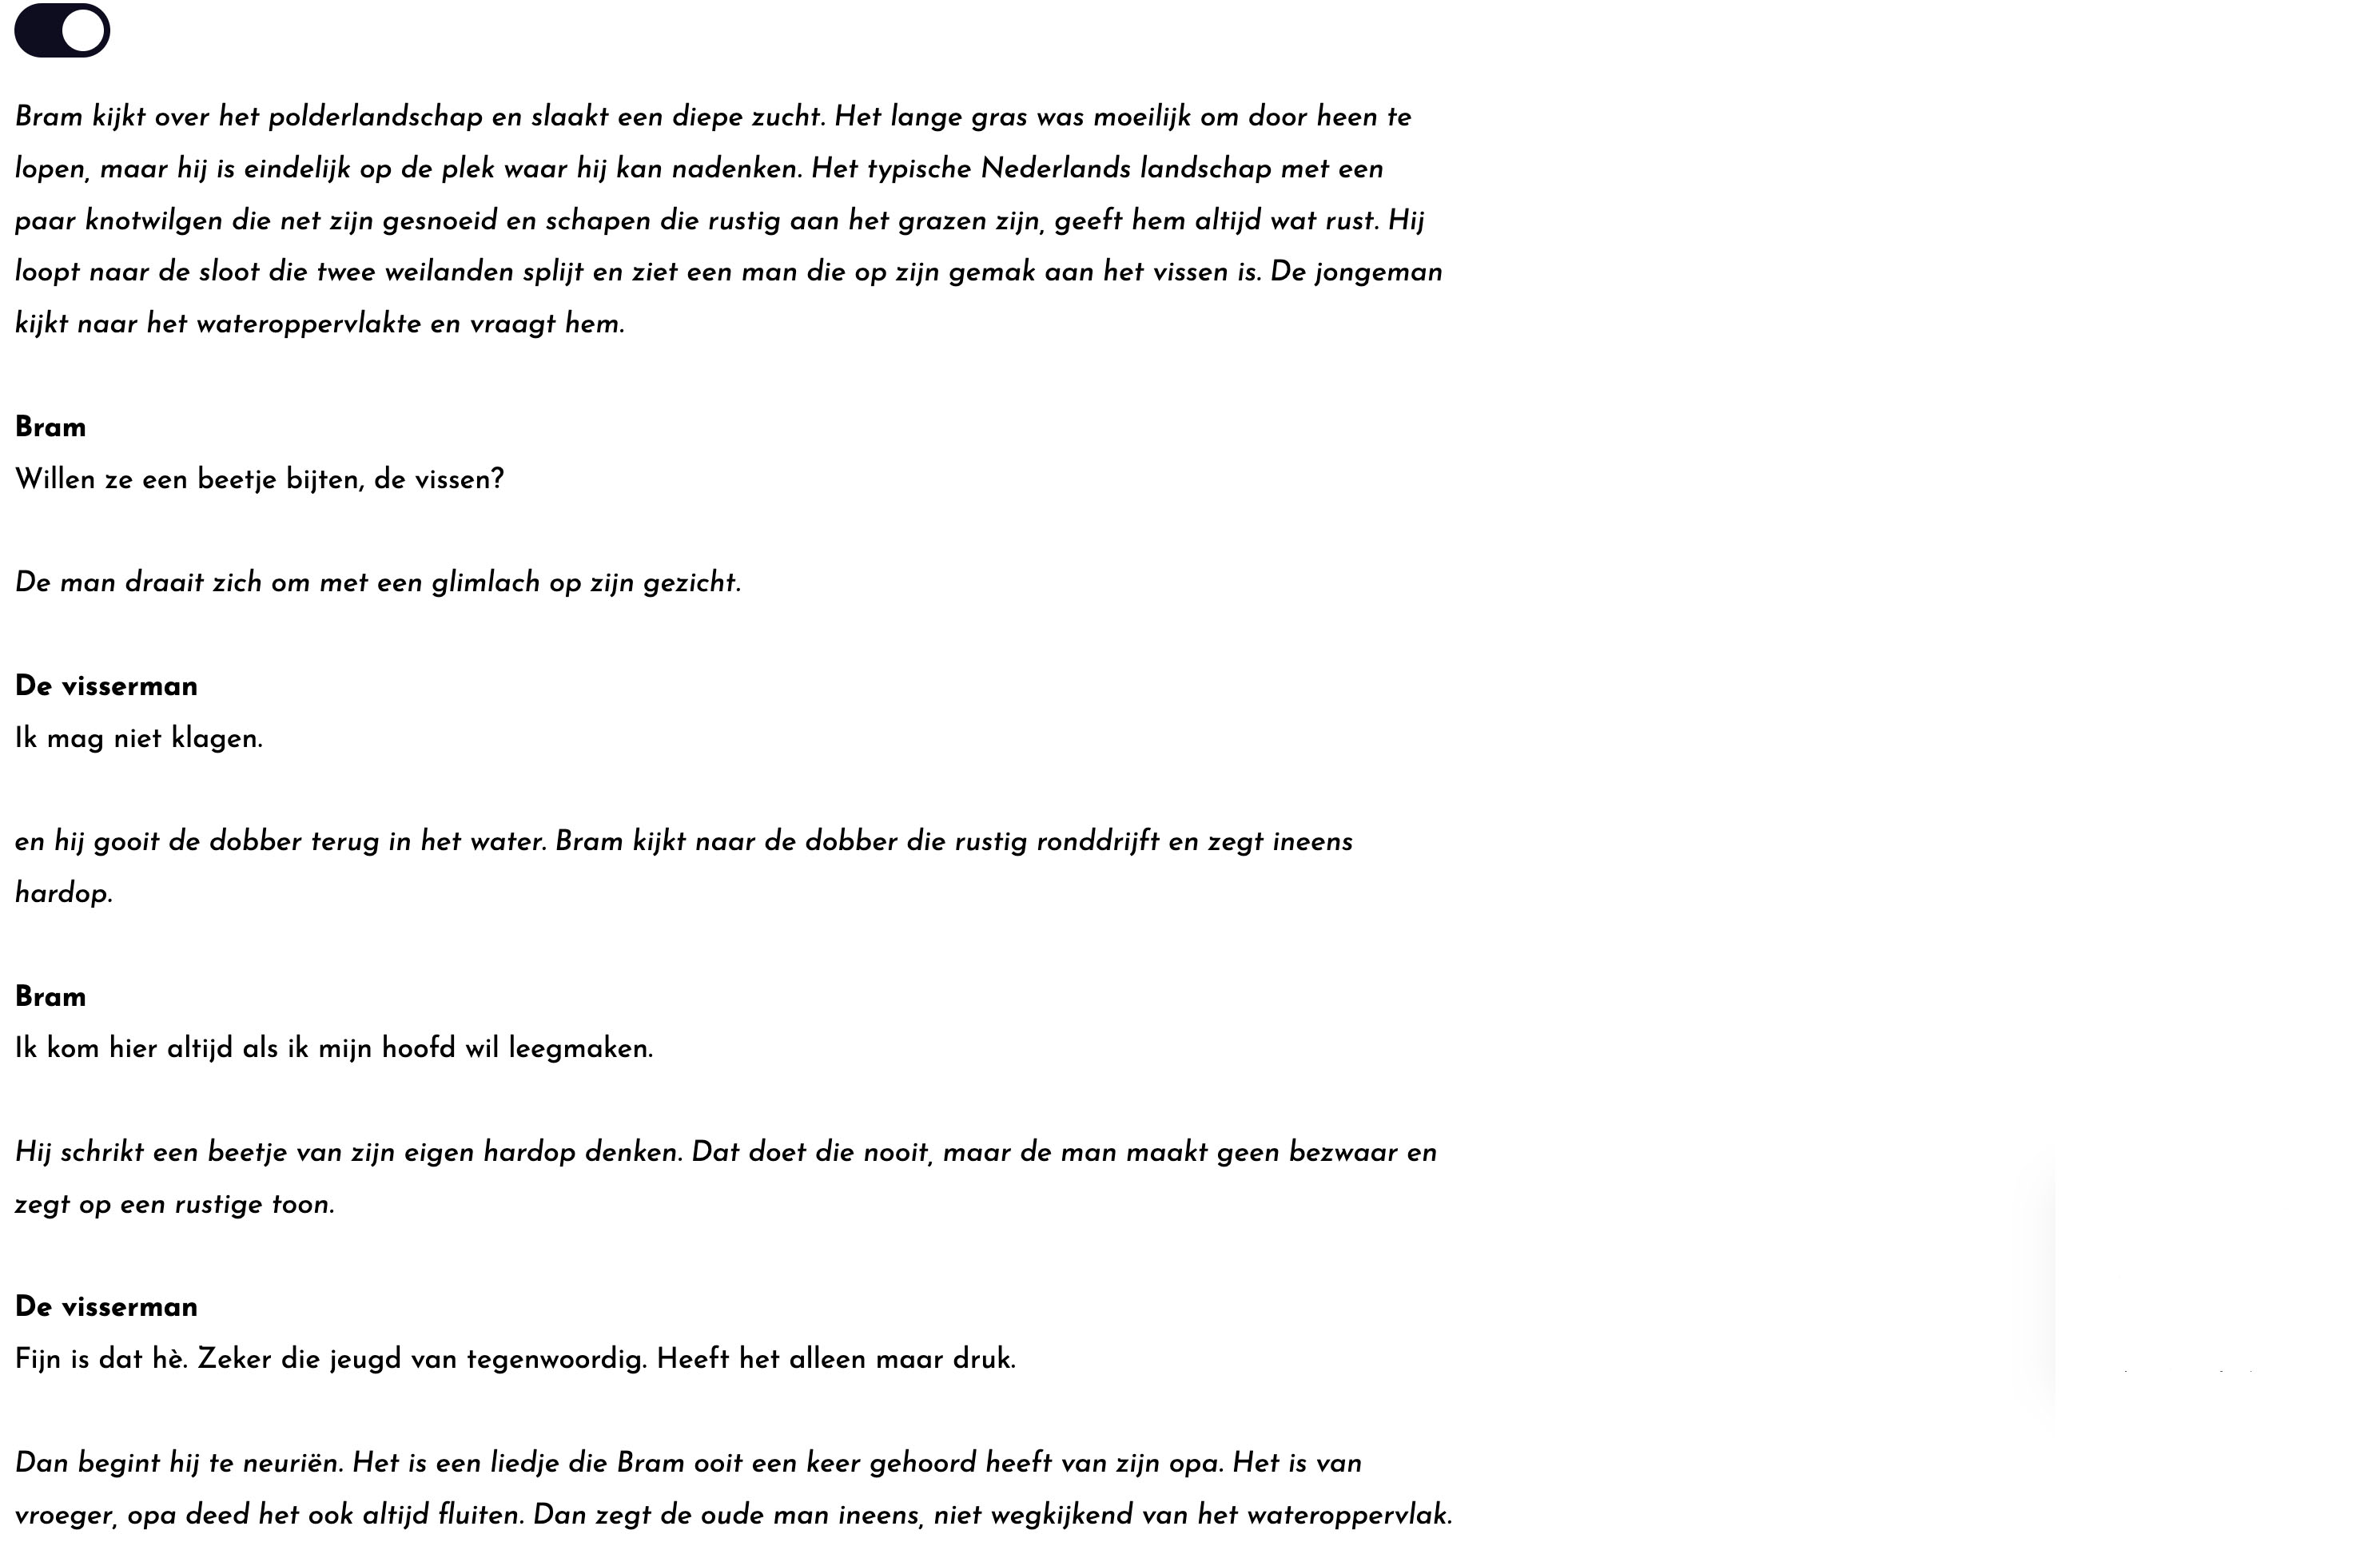 Bram kijkt over het polderlandschap en slaakt een diepe zucht. Het lange gras was moeilijk om door heen te
lopen, maar hij is eindelijk op de plek waar hij kan nadenken. Het typische Nederlands landschap met een
paar knotwilgen die net zijn gesnoeid en schapen die rustig aan het grazen zijn, geeft hem altijd wat rust. Hij
loopt naar de sloot die twee weilanden splijt en ziet een man die op zijn gemak aan het vissen is. De jongeman
kijkt naar het wateroppervlakte en vraagt hem.
Bram
Willen ze een beetje bijten, de vissen?
De man draait zich om met een glimlach op zijn gezicht.
De visserman
Ik mag niet klagen.
en hij gooit de dobber terug in het water. Bram kijkt naar de dobber die rustig ronddrijft en zegt ineens
hardop.
Bram
Ik kom hier altijd als ik mijn hoofd wil leegmaken.
Hij schrikt een beetje van zijn eigen hardop denken. Dat doet die nooit, maar de man maakt geen bezwaar en
zegt op een rustige toon.
De visserman
Fijn is dat hè. Zeker die jeugd van tegenwoordig. Heeft het alleen maar druk.
Dan begint hij te neuriën. Het is een liedje die Bram ooit een keer gehoord heeft van zijn opa. Het is van
vroeger, opa deed het ook altijd fluiten. Dan zegt de oude man ineens, niet wegkijkend van het wateroppervlak.